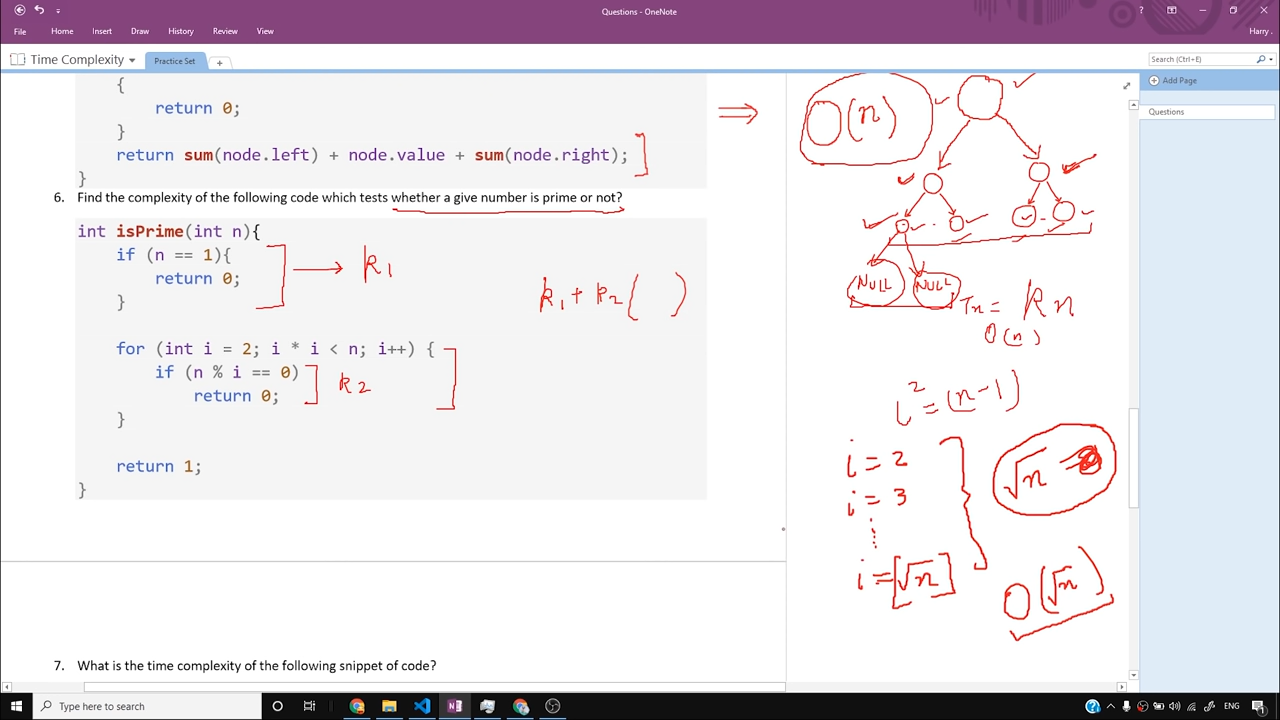 Questions - OneNote
File Home Insert Draw History Review View Harry .
Time Complexity Practice Set + Search (Ctrl+E)
Add Page
Questions
{
return 0;
}
return sum(node.left) + node.value + sum(node.right);
}
⇒
O(n)
NULL NULL
Tn = Kn
O(n)
6. Find the complexity of the following code which tests whether a give number is prime or not?
int isPrime(int n){
if (n == 1){
return 0;
}
→ k1
k1 + k2 ( )
for (int i = 2; i * i < n; i++) {
if (n % i == 0)
return 0;
}
k2
return 1;
}
i² = (n-1)
i = 2
i = 3
⋮
i = [√n]
√n -
O(√n)
7. What is the time complexity of the following snippet of code?
Type here to search
ENG